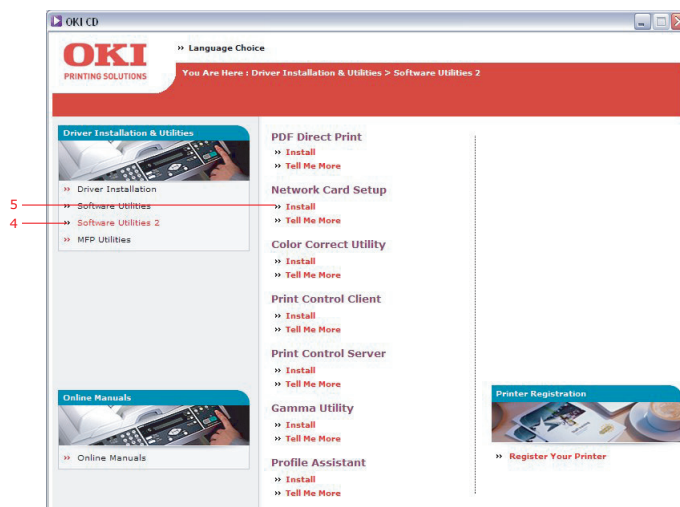 OKI CD
OKI
PRINTING SOLUTIONS
» Language Choice
You Are Here : Driver Installation & Utilities > Software Utilities 2
Driver Installation & Utilities
» Driver Installation
» Software Utilities
» Software Utilities 2
» MFP Utilities
5
4
PDF Direct Print
» Install
» Tell Me More
Network Card Setup
» Install
» Tell Me More
Color Correct Utility
» Install
» Tell Me More
Print Control Client
» Install
» Tell Me More
Print Control Server
» Install
» Tell Me More
Gamma Utility
» Install
» Tell Me More
Profile Assistant
» Install
» Tell Me More
Online Manuals
» Online Manuals
Printer Registration
» Register Your Printer